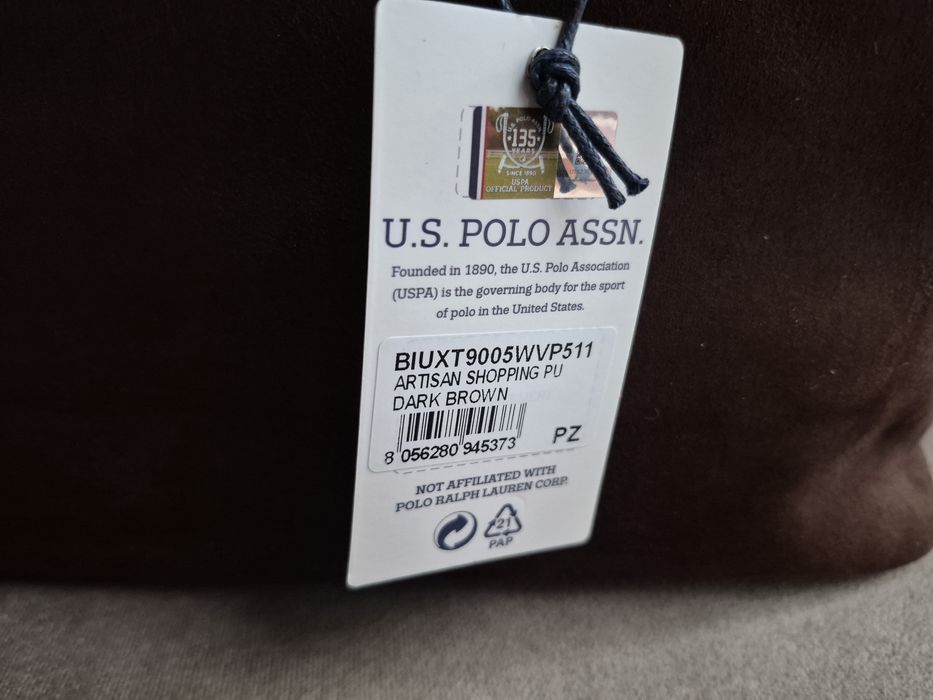 U.S. POLO ASSN.
135
YEARS
SINCE 1890
USPA
OFFICIAL PRODUCT
U.S. POLO ASSN.
Founded in 1890, the U.S. Polo Association
(USPA) is the governing body for the sport
of polo in the United States.
BIUXT9005WVP511
ARTISAN SHOPPING PU
DARK BROWN
8 056280 945373
PZ
NOT AFFILIATED WITH
POLO RALPH LAUREN CORP.
21
PAP